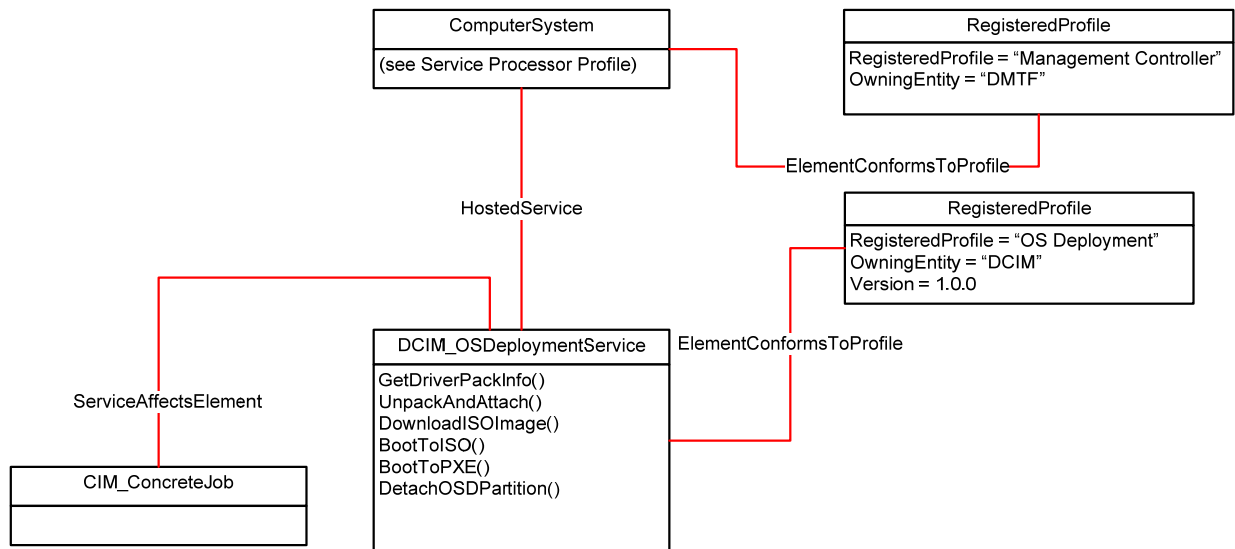 ComputerSystem
(see Service Processor Profile)
RegisteredProfile
RegisteredProfile = “Management Controller”
OwningEntity = “DMTF”
ElementConformsToProfile
HostedService
RegisteredProfile
RegisteredProfile = “OS Deployment”
OwningEntity = “DCIM”
Version = 1.0.0
ElementConformsToProfile
DCIM_OSDeploymentService
GetDriverPackInfo()
UnpackAndAttach()
DownloadISOImage()
BootToISO()
BootToPXE()
DetachOSDPartition()
ServiceAffectsElement
CIM_ConcreteJob